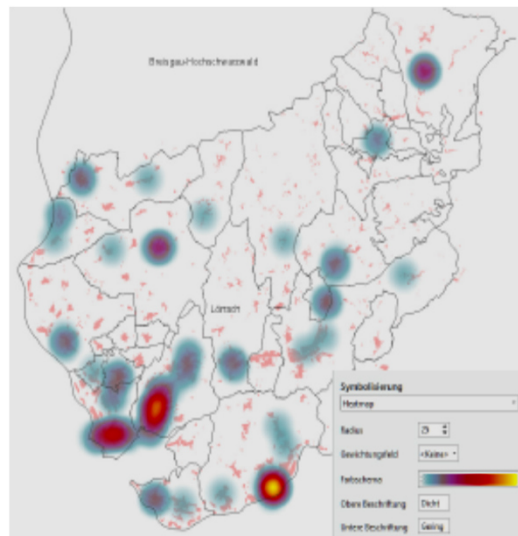 Breisgau-Hochschwarzwald
Lörrach
Symbolisierung
Heatmap
Radius
Gewichtungsfeld
<Keine>
Farbschema
Obere Beschriftung
Dicht
Untere Beschriftung
Gering